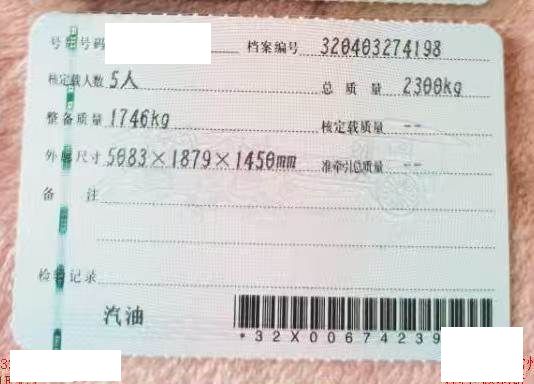 号牌号码 档案编号 320403274198
核定载人数 5人 总质量 2300kg
整备质量 1746kg 核定载质量 --
外廓尺寸 5083×1879×1450mm 准牵引总质量 --
备注
检验记录
汽油
*32X00674239